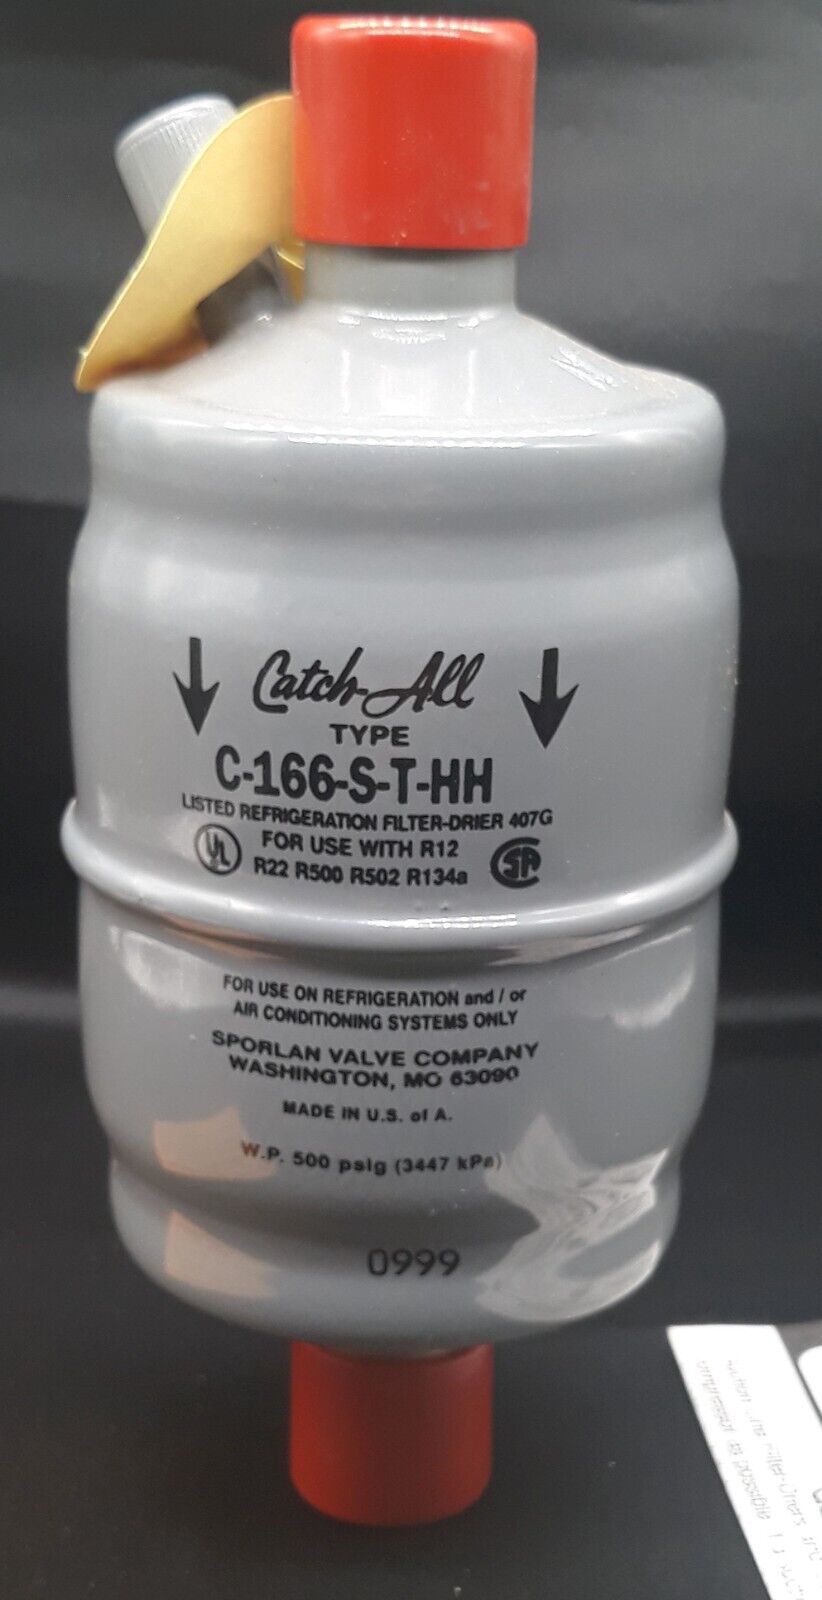 Catch-All
TYPE
C-166-S-T-HH
LISTED REFRIGERATION FILTER-DRIER 407G
UL FOR USE WITH R12 SA
R22 R500 R502 R134a
FOR USE ON REFRIGERATION and / or
AIR CONDITIONING SYSTEMS ONLY
SPORLAN VALVE COMPANY
WASHINGTON, MO 63090
MADE IN U.S. of A.
W.P. 500 psig (3447 kPa)
0999